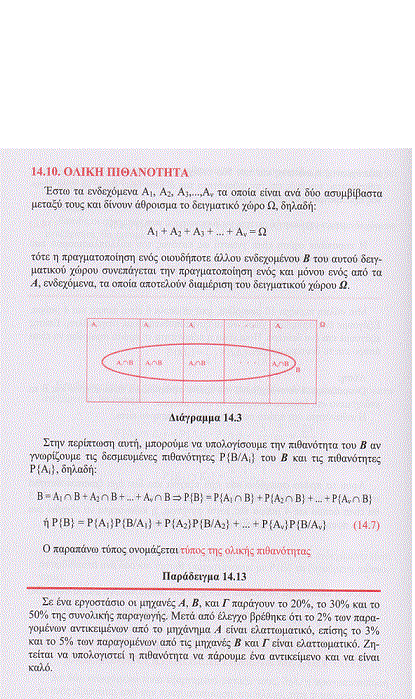 14.10. ΟΛΙΚΗ ΠΙΘΑΝΟΤΗΤΑ
Έστω τα ενδεχόμενα A₁, A₂, A₃,...,Aᵥ τα οποία είναι ανά δύο ασυμβίβαστα
μεταξύ τους και δίνουν άθροισμα το δειγματικό χώρο Ω, δηλαδή:
A₁ + A₂ + A₃ + ... + Aᵥ = Ω
τότε η πραγματοποίηση ενός οιουδήποτε άλλου ενδεχομένου B του αυτού δειγ-
ματικού χώρου συνεπάγεται την πραγματοποίηση ενός και μόνου ενός από τα
A, ενδεχόμενα, τα οποία αποτελούν διαμέριση του δειγματικού χώρου Ω.
Ω
B
Διάγραμμα 14.3
Στην περίπτωση αυτή, μπορούμε να υπολογίσουμε την πιθανότητα του B αν
γνωρίζουμε τις δεσμευμένες πιθανότητες P{B/Aᵢ} του B και τις πιθανότητες
P{Aᵢ}, δηλαδή:
B = A₁ ∩ B + A₂ ∩ B + ... + Aᵥ ∩ B ⇒ P{B} = P{A₁ ∩ B} + P{A₂ ∩ B} + ... + P{Aᵥ ∩ B}
ή P{B} = P{A₁}P{B/A₁} + P{A₂}P{B/A₂} + ... + P{Aᵥ}P{B/Aᵥ} (14.7)
Ο παραπάνω τύπος ονομάζεται τύπος της ολικής πιθανότητας
Παράδειγμα 14.13
Σε ένα εργοστάσιο οι μηχανές A, B, και Γ παράγουν το 20%, το 30% και το
50% της συνολικής παραγωγής. Μετά από έλεγχο βρέθηκε ότι το 2% των παρα-
γομένων αντικειμένων από το μηχάνημα A είναι ελαττωματικό, επίσης το 3%
και το 5% των παραγομένων από τις μηχανές B και Γ είναι ελαττωματικό. Ζη-
τείται να υπολογιστεί η πιθανότητα να πάρουμε ένα αντικείμενο και να είναι
καλό.